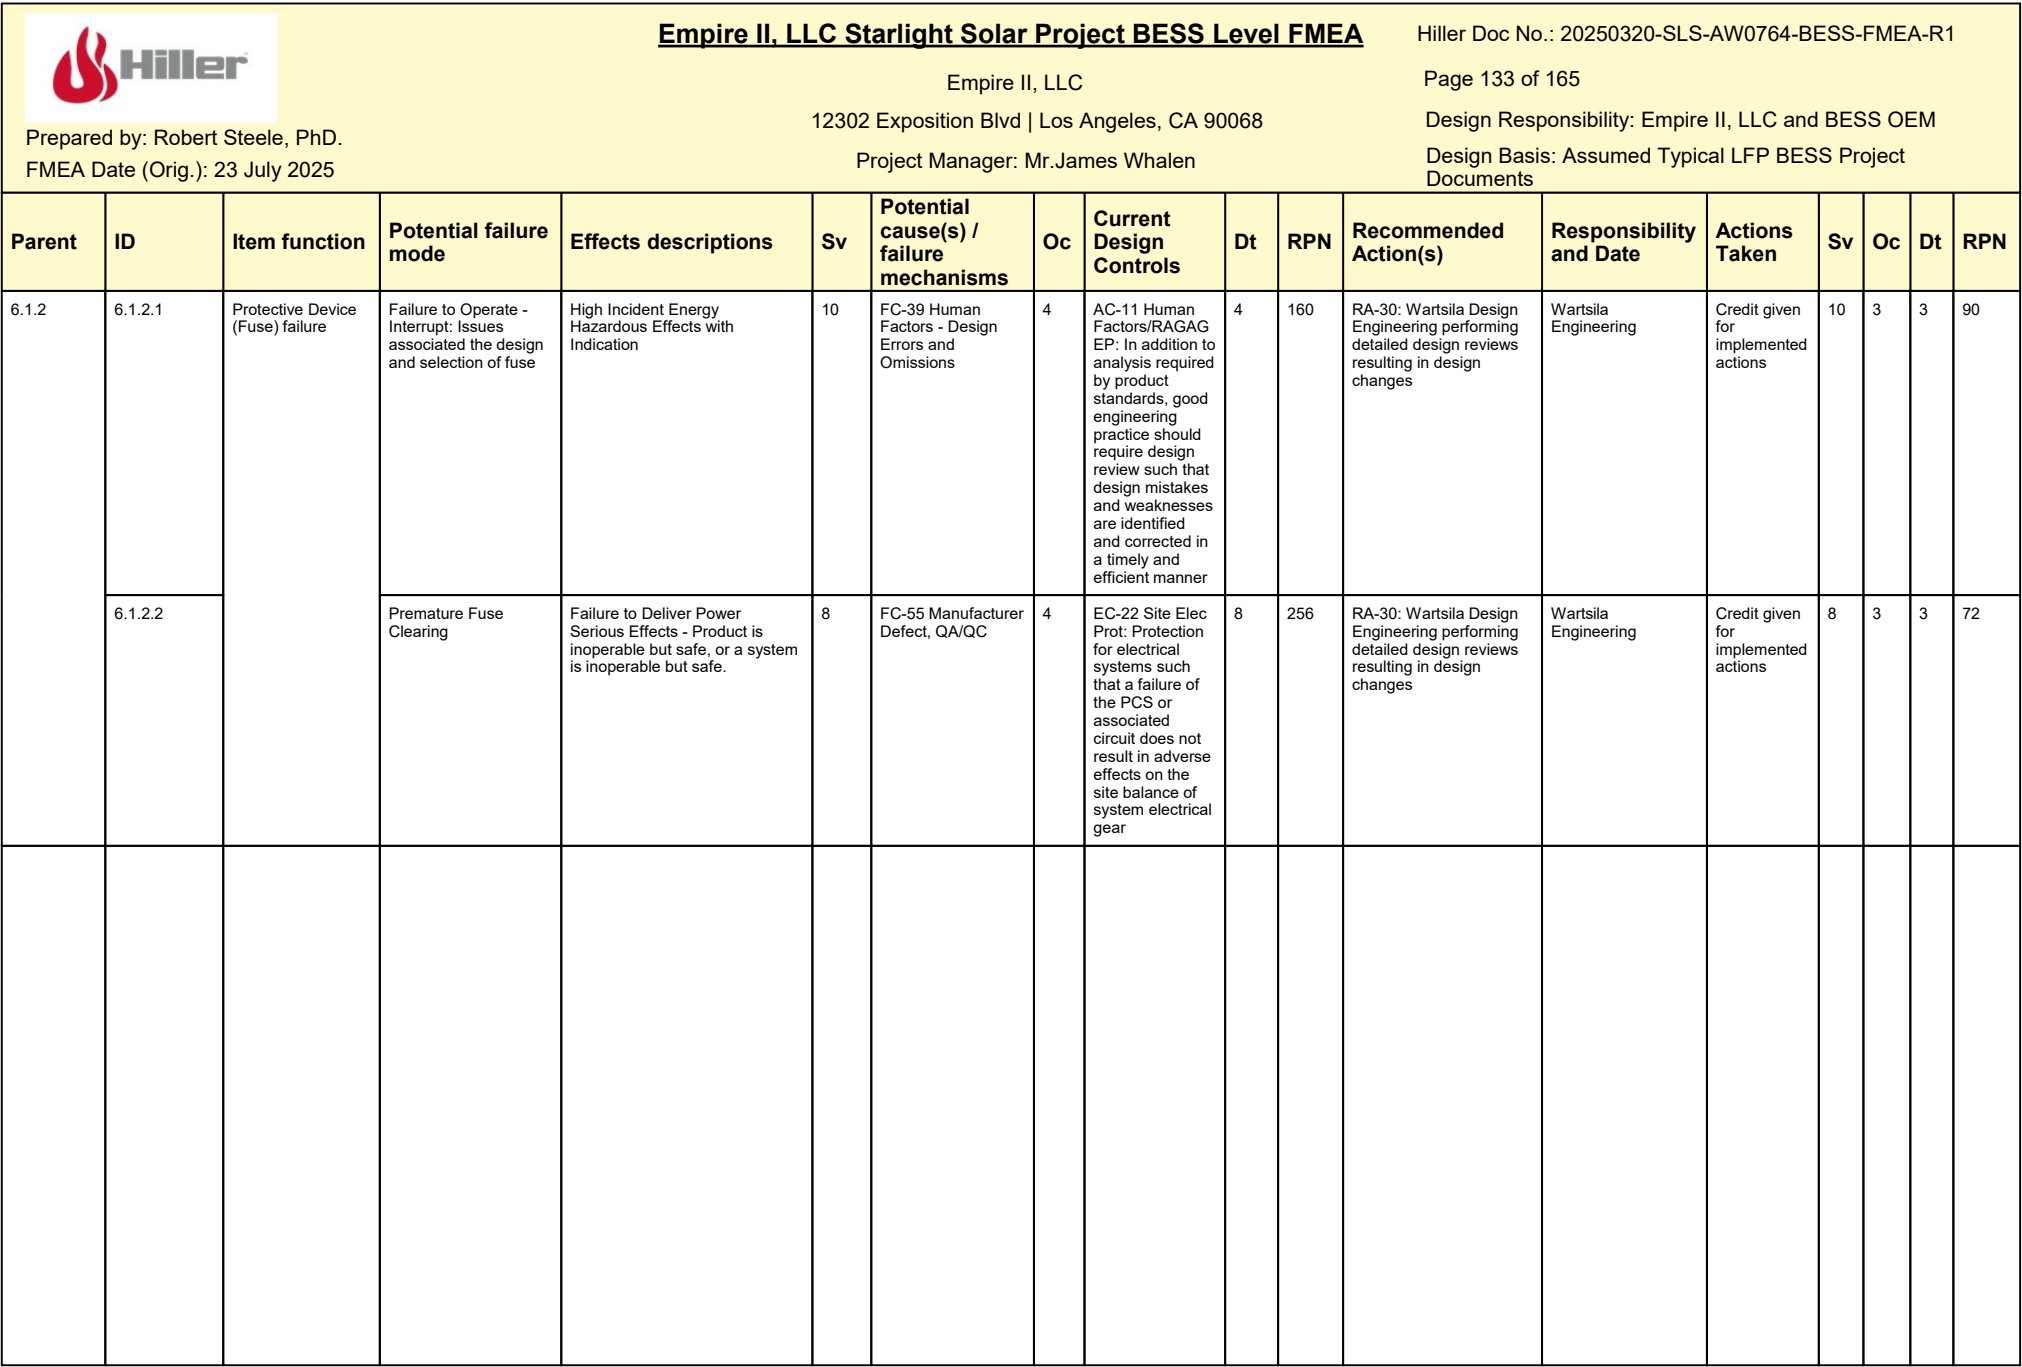 Hiller
Prepared by: Robert Steele, PhD.
FMEA Date (Orig.): 23 July 2025
Empire II, LLC Starlight Solar Project BESS Level FMEA
Empire II, LLC
12302 Exposition Blvd | Los Angeles, CA 90068
Project Manager: Mr.James Whalen
Hiller Doc No.: 20250320-SLS-AW0764-BESS-FMEA-R1
Page 133 of 165
Design Responsibility: Empire II, LLC and BESS OEM
Design Basis: Assumed Typical LFP BESS Project
Documents
Parent
ID
Item function
Potential failure
mode
Effects descriptions
Sv
Potential
cause(s) /
failure
mechanisms
Oc
Current
Design
Controls
Dt
RPN
Recommended
Action(s)
Responsibility
and Date
Actions
Taken
Sv
Oc
Dt
RPN
6.1.2
6.1.2.1
Protective Device
(Fuse) failure
Failure to Operate -
Interrupt: Issues
associated the design
and selection of fuse
High Incident Energy
Hazardous Effects with
Indication
10
FC-39 Human
Factors - Design
Errors and
Omissions
4
AC-11 Human
Factors/RAGAG
EP: In addition to
analysis required
by product
standards, good
engineering
practice should
require design
review such that
design mistakes
and weaknesses
are identified
and corrected in
a timely and
efficient manner
4
160
RA-30: Wartsila Design
Engineering performing
detailed design reviews
resulting in design
changes
Wartsila
Engineering
Credit given
for
implemented
actions
10
3
3
90
6.1.2.2
Premature Fuse
Clearing
Failure to Deliver Power
Serious Effects - Product is
inoperable but safe, or a system
is inoperable but safe.
8
FC-55 Manufacturer
Defect, QA/QC
4
EC-22 Site Elec
Prot: Protection
for electrical
systems such
that a failure of
the PCS or
associated
circuit does not
result in adverse
effects on the
site balance of
system electrical
gear
8
256
RA-30: Wartsila Design
Engineering performing
detailed design reviews
resulting in design
changes
Wartsila
Engineering
Credit given
for
implemented
actions
8
3
3
72